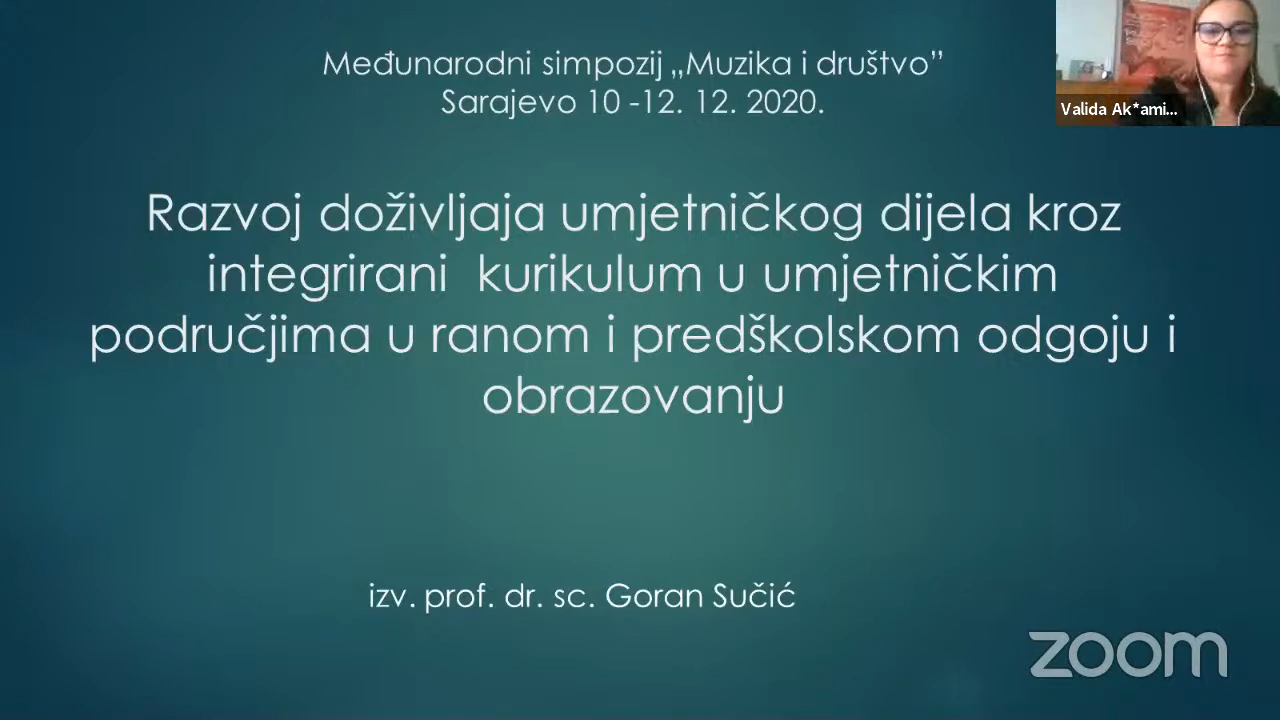 Međunarodni simpozij „Muzika i društvo”
Sarajevo 10 -12. 12. 2020.
Valida Ak*ami...
Razvoj doživljaja umjetničkog dijela kroz
integrirani kurikulum u umjetničkim
područjima u ranom i predškolskom odgoju i
obrazovanju
izv. prof. dr. sc. Goran Sučić
zoom